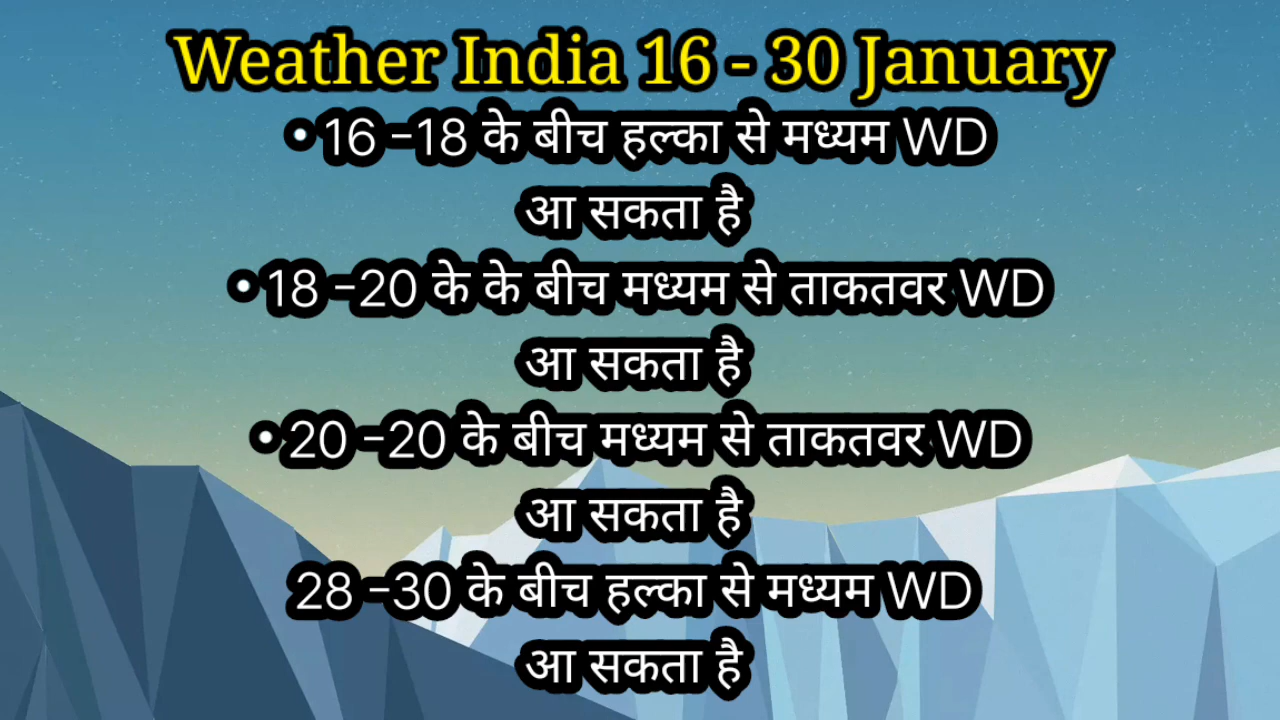 Weather India 16 - 30 January
• 16 -18 के बीच हल्का से मध्यम WD
आ सकता है
• 18 -20 के के बीच मध्यम से ताकतवर WD
आ सकता है
• 20 -20 के बीच मध्यम से ताकतवर WD
आ सकता है
28 -30 के बीच हल्का से मध्यम WD
आ सकता है